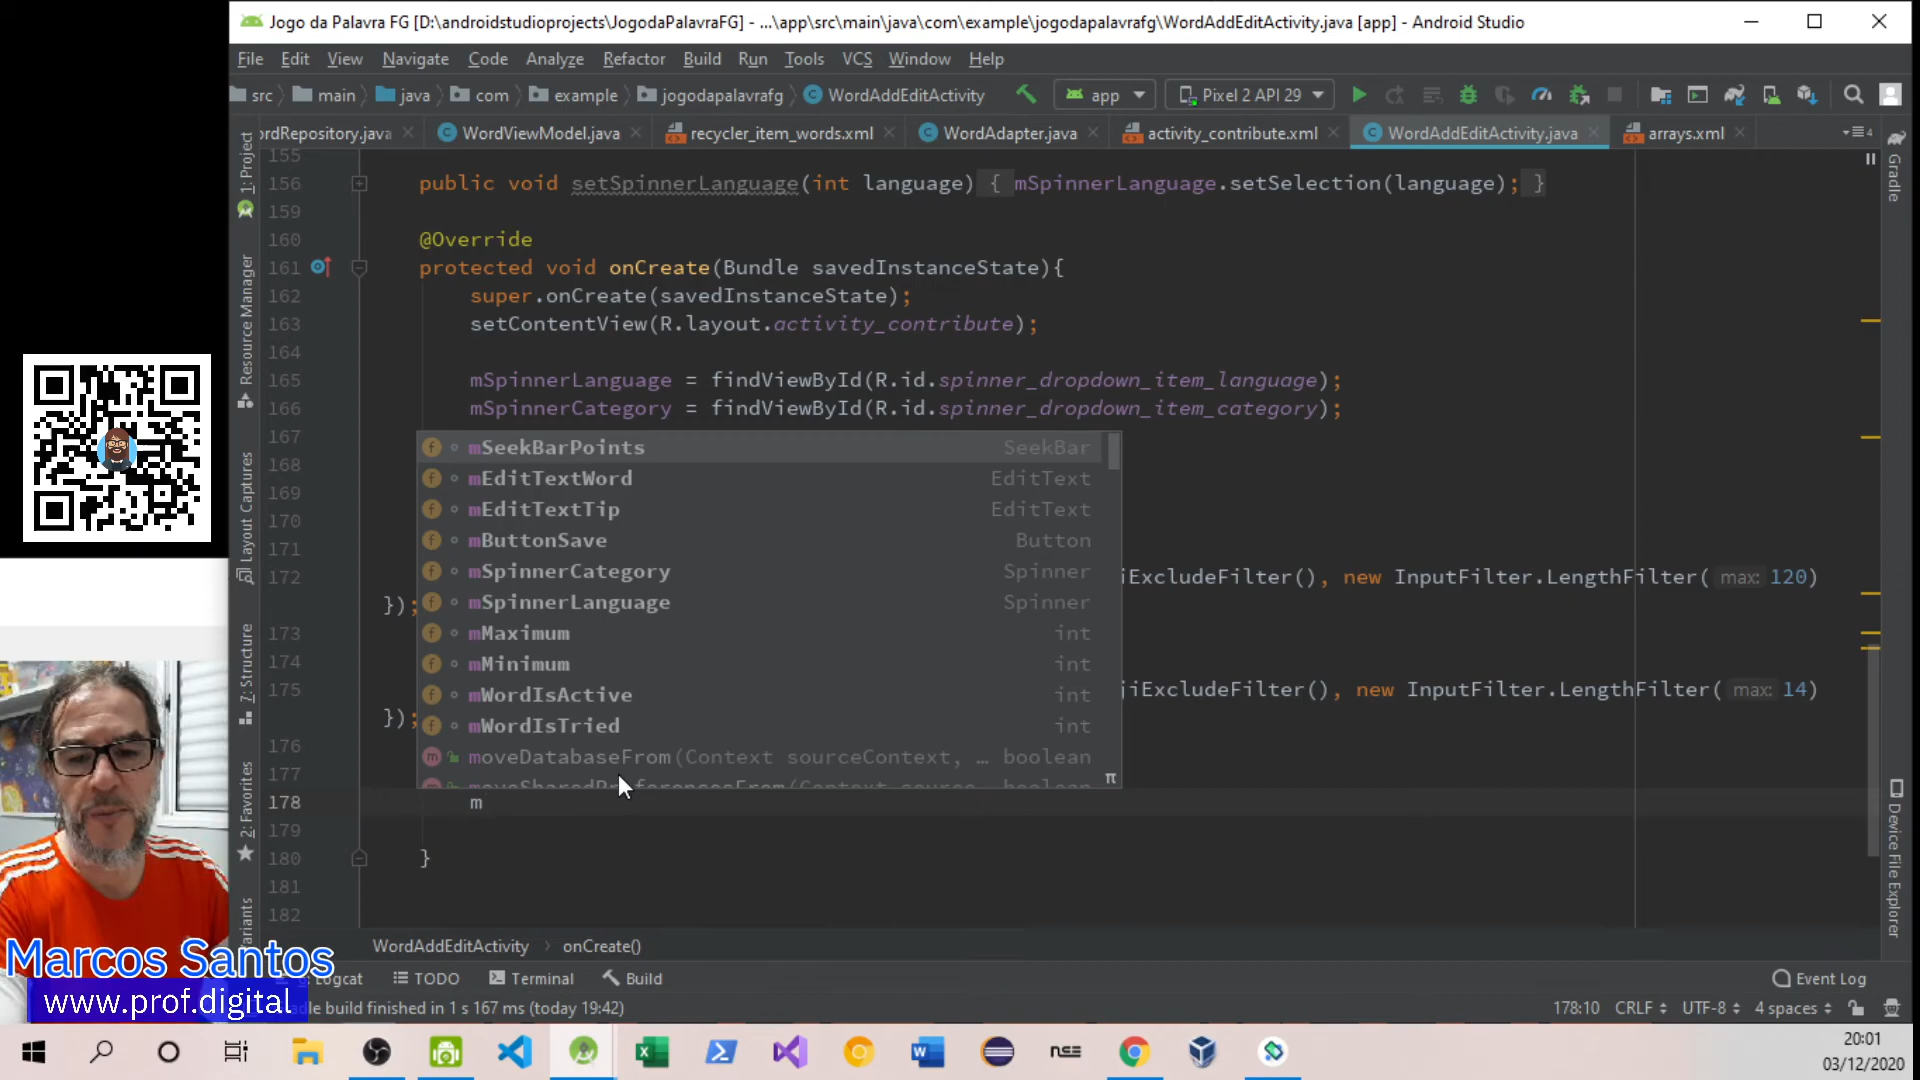 Jogo da Palavra FG [D:\androidstudioprojects\JogodaPalavraFG] - ...\app\src\main\java\com\example\jogodapalavrafg\WordAddEditActivity.java [app] - Android Studio
File Edit View Navigate Code Analyze Refactor Build Run Tools VCS Window Help
src main java com example jogodapalavrafg WordAddEditActivity app Pixel 2 API 29
ordRepository.java WordViewModel.java recycler_item_words.xml WordAdapter.java activity_contribute.xml WordAddEditActivity.java arrays.xml 4
155
156 public void setSpinnerLanguage(int language) { mSpinnerLanguage.setSelection(language); }
159
160 @Override
161 protected void onCreate(Bundle savedInstanceState){
162 super.onCreate(savedInstanceState);
163 setContentView(R.layout.activity_contribute);
164
165 mSpinnerLanguage = findViewById(R.id.spinner_dropdown_item_language);
166 mSpinnerCategory = findViewById(R.id.spinner_dropdown_item_category);
167
mSeekBarPoints SeekBar
168 mEditTextWord EditText
169
mEditTextTip EditText
170
171 mButtonSave Button
172 mSpinnerCategory Spinner iExcludeFilter(), new InputFilter.LengthFilter( max: 120)
}); mSpinnerLanguage Spinner
173 mMaximum int
174 mMinimum int
175 mWordIsActive int jiExcludeFilter(), new InputFilter.LengthFilter( max: 14)
}); mWordIsTried int
176 moveDatabaseFrom(Context sourceContext, … boolean
177
178 m
179
180 }
181
182
1: Project
Resource Manager
Layout Captures
7: Structure
2: Favorites
ariants
Gradle
Device File Explorer
WordAddEditActivity onCreate()
Logcat TODO Terminal Build Event Log
dle build finished in 1 s 167 ms (today 19:42) 178:10 CRLF UTF-8 4 spaces
Marcos Santos
www.prof.digital
20:01
03/12/2020